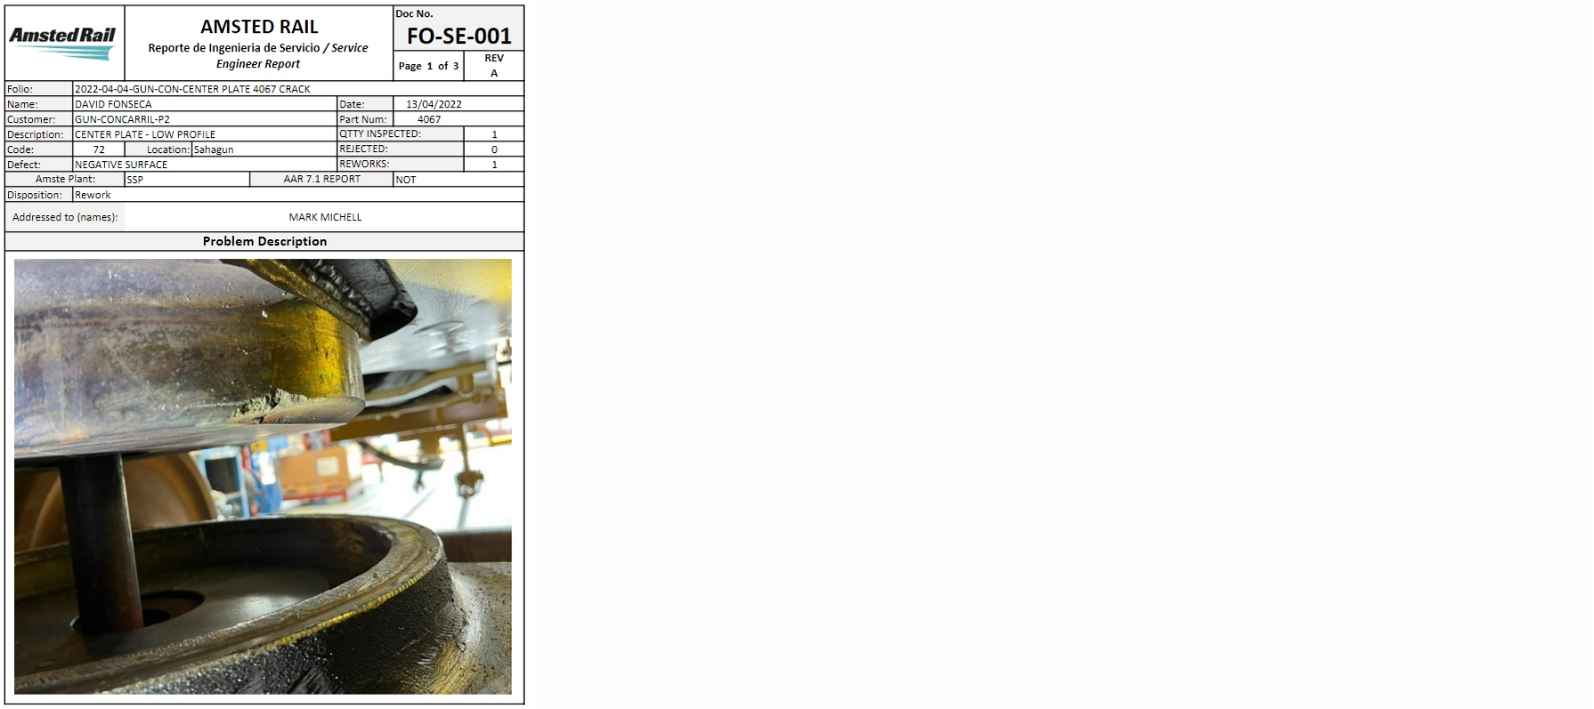 AmstedRail
AMSTED RAIL
Reporte de Ingenieria de Servicio / Service
Engineer Report
Doc No.
FO-SE-001
Page 1 of 3
REV
A
Folio: 2022-04-04-GUN-CON-CENTER PLATE 4067 CRACK
Name: DAVID FONSECA Date: 13/04/2022
Customer: GUN-CONCARRIL-P2 Part Num: 4067
Description: CENTER PLATE - LOW PROFILE QTTY INSPECTED: 1
Code: 72 Location: Sahagun REJECTED: 0
Defect: NEGATIVE SURFACE REWORKS: 1
Amste Plant: SSP AAR 7.1 REPORT NOT
Disposition: Rework
Addressed to (names): MARK MICHELL
Problem Description